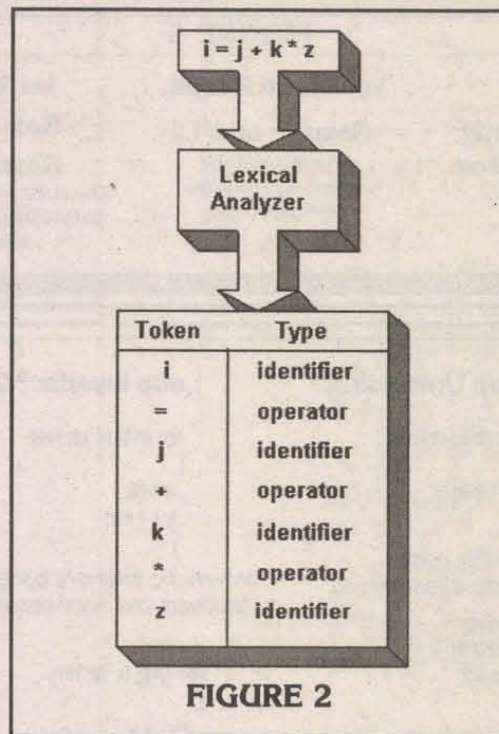 i = j + k * z
Lexical
Analyzer
Token Type
i identifier
= operator
j identifier
+ operator
k identifier
* operator
z identifier
FIGURE 2